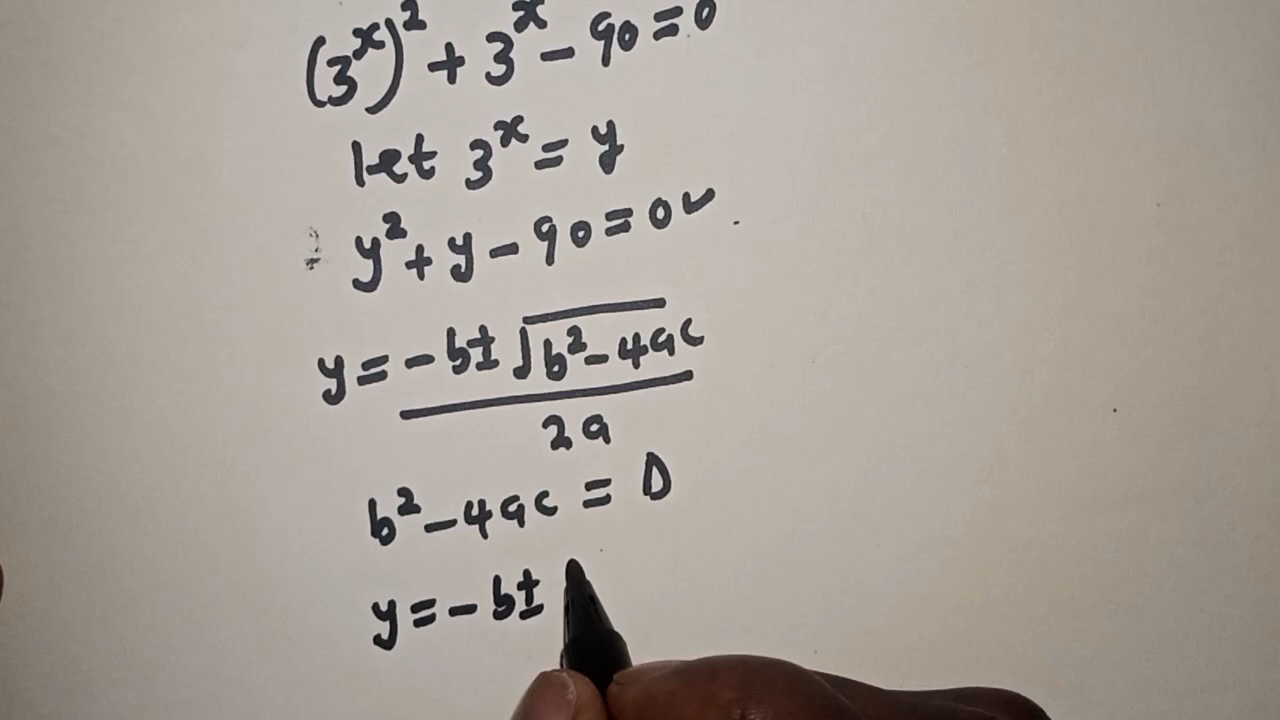 (3^x)^2 + 3^x - 90 = 0
let 3^x = y
y^2 + y - 90 = 0 ✓
y = (-b ± √(b^2 - 4ac)) / 2a
b^2 - 4ac = D
y = -b ±